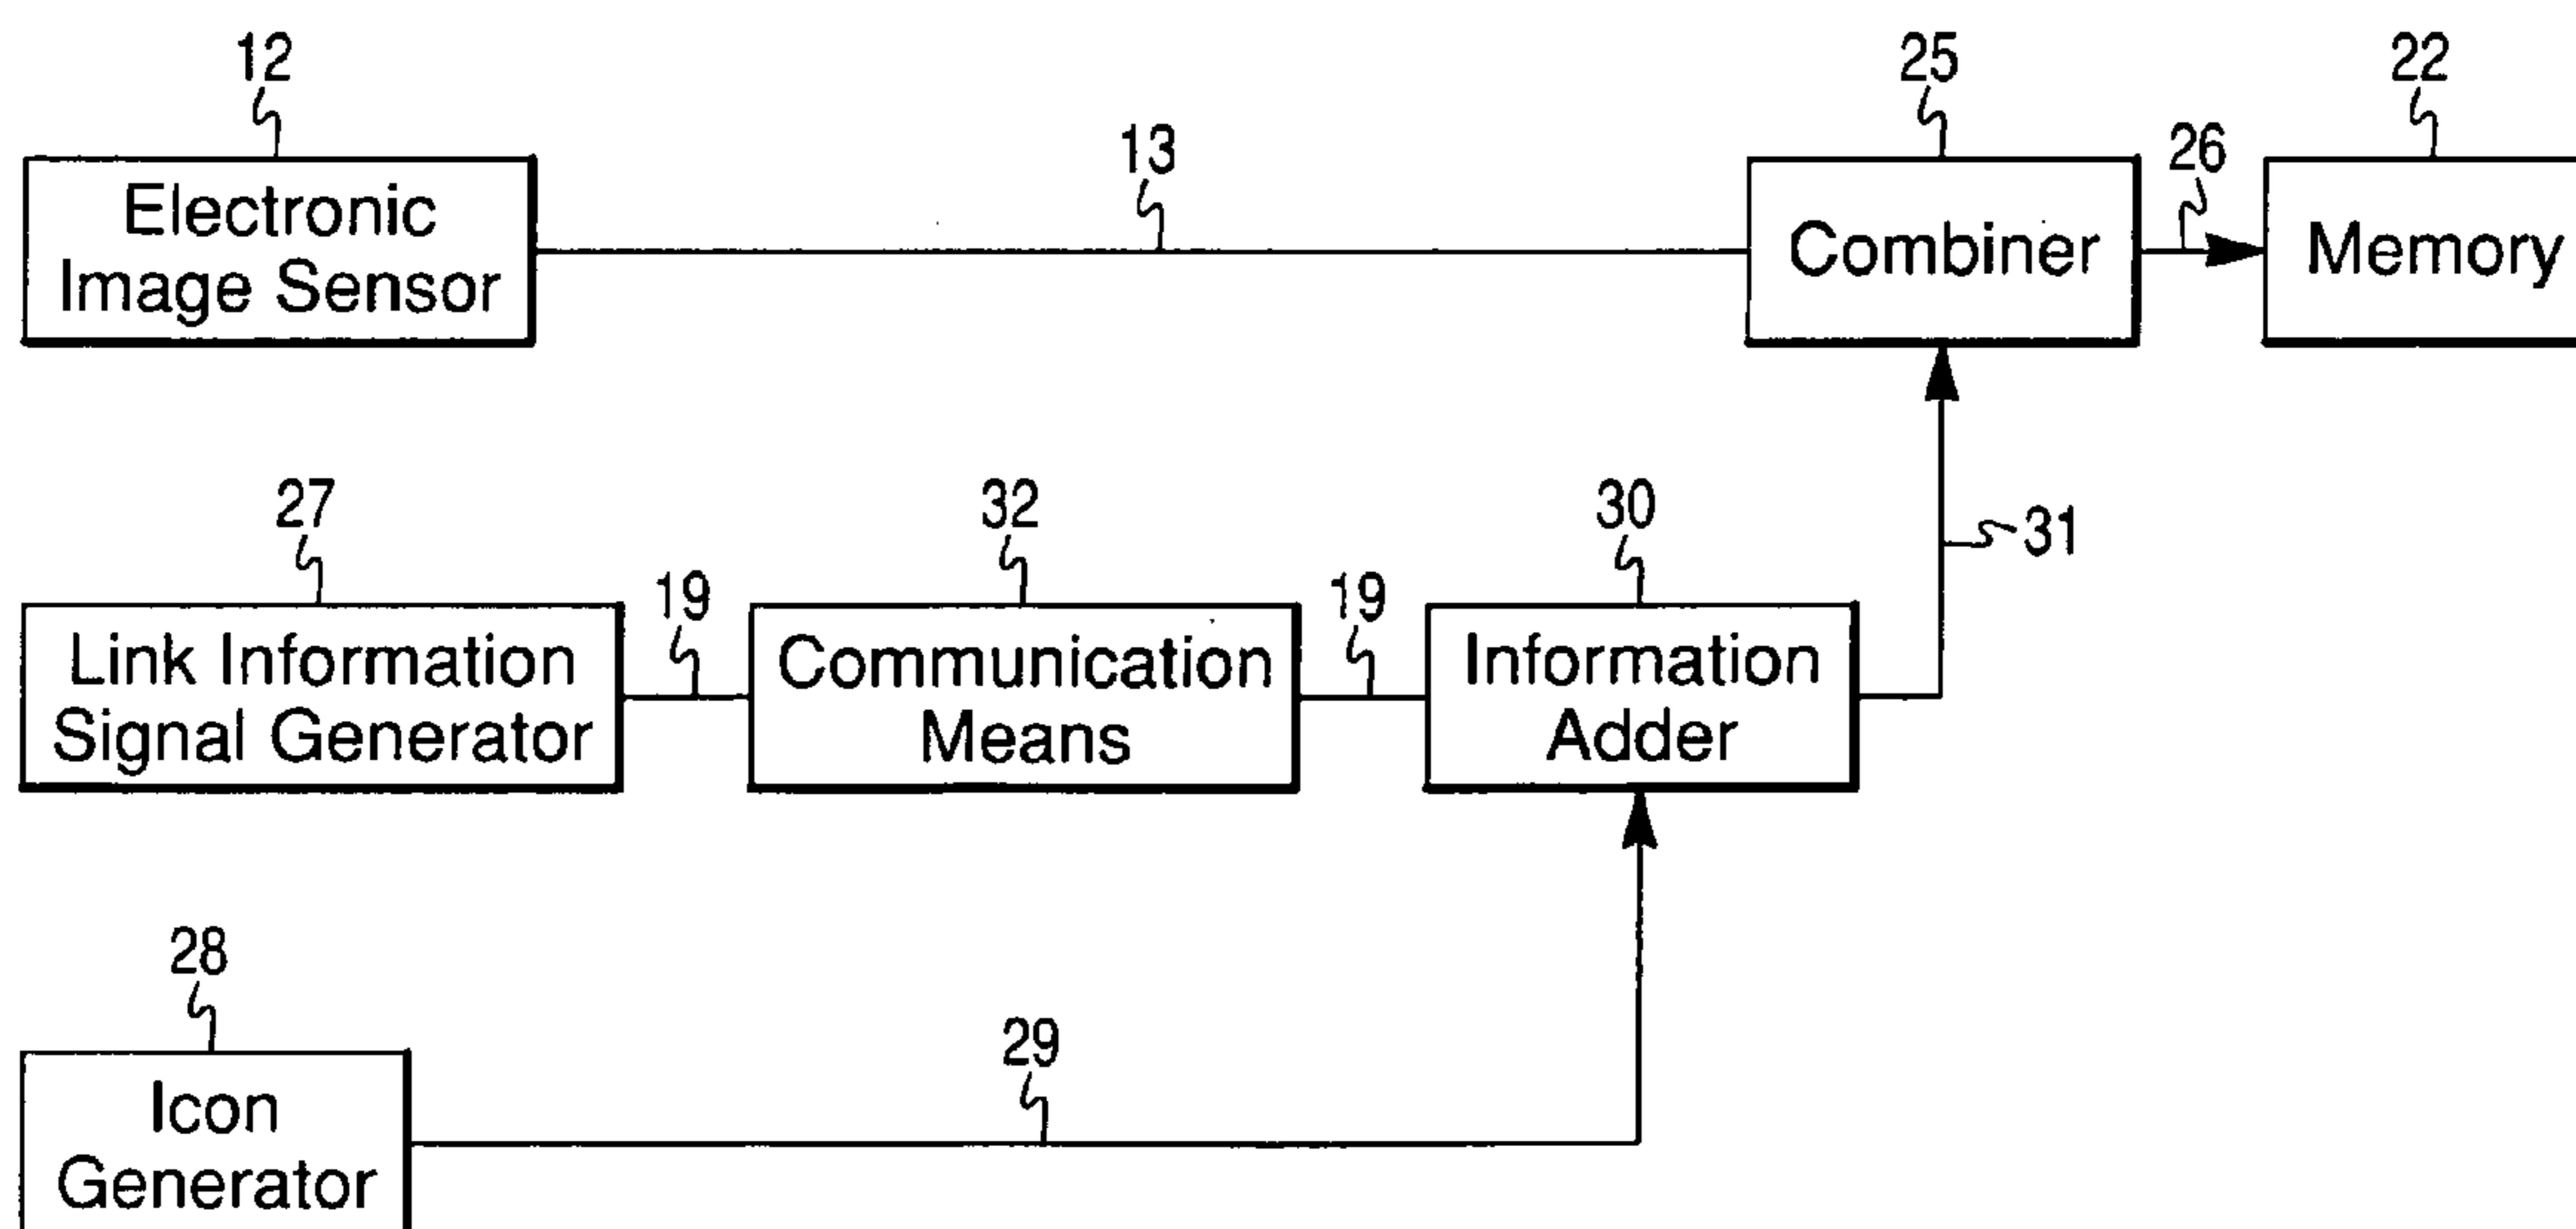 12
25
22
13
26
Electronic
Image Sensor
Combiner
Memory
27
32
30
31
19
19
Link Information
Signal Generator
Communication
Means
Information
Adder
28
29
Icon
Generator